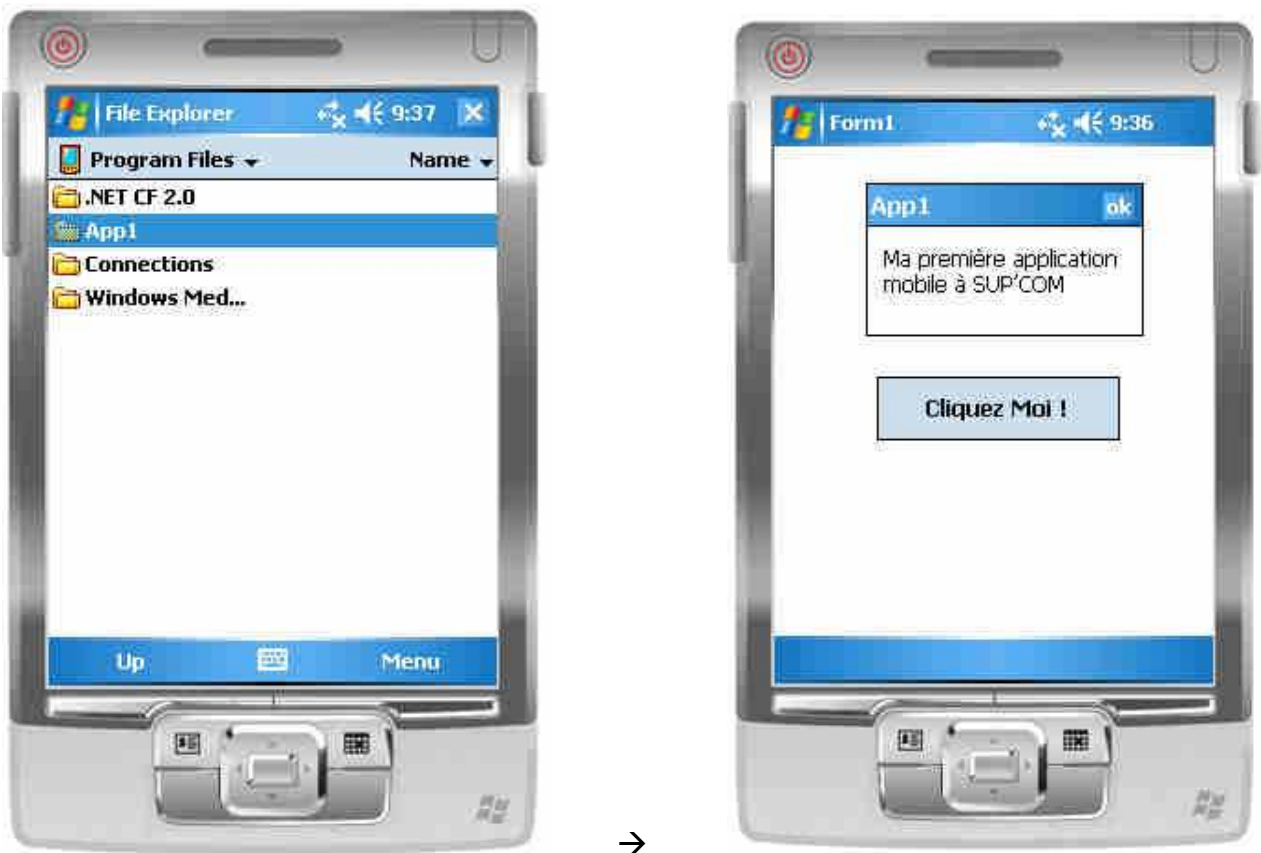 File Explorer 9:37
Program Files Name
.NET CF 2.0
App1
Connections
Windows Med...
Up Menu
→
Form1 9:36
App1 ok
Ma première application
mobile à SUP'COM
Cliquez Moi !